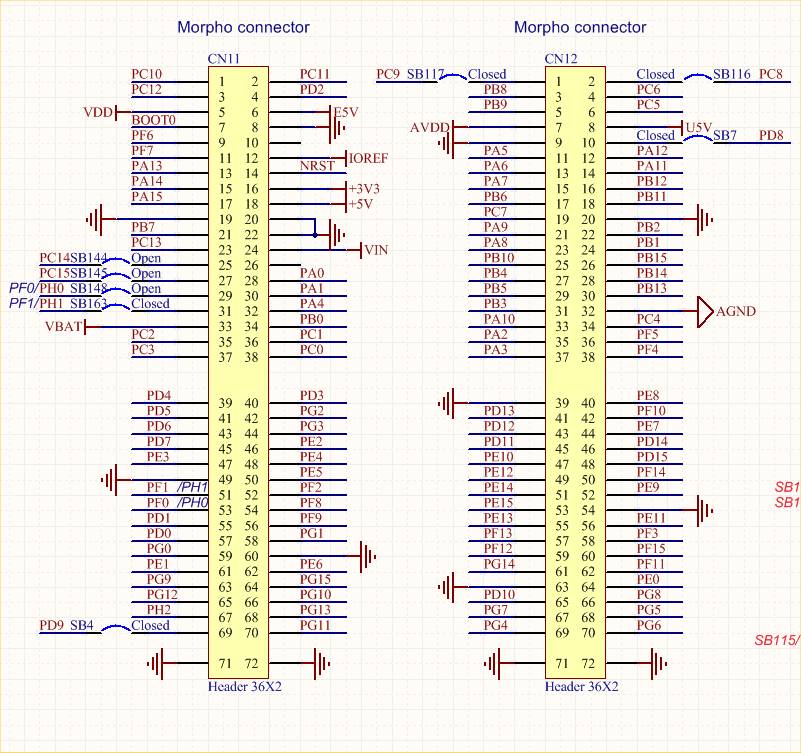 Morpho connector
CN11
PC10 1 2 PC11
PC12 3 4 PD2
VDD 5 6 E5V
BOOT0 7 8
PF6 9 10
PF7 11 12 IOREF
PA13 13 14 NRST
PA14 15 16 +3V3
PA15 17 18 +5V
19 20
PB7 21 22
PC13 23 24 VIN
PC14 SB144 Open 25 26
PC15 SB145 Open 27 28 PA0
PF0/PH0 SB148 Open 29 30 PA1
PF1/PH1 SB163 Closed 31 32 PA4
VBAT 33 34 PB0
PC2 35 36 PC1
PC3 37 38 PC0
PD4 39 40 PD3
PD5 41 42 PG2
PD6 43 44 PG3
PD7 45 46 PE2
PE3 47 48 PE4
49 50 PE5
PF1 /PH1 51 52 PF2
PF0 /PH0 53 54 PF8
PD1 55 56 PF9
PD0 57 58 PG1
PG0 59 60
PE1 61 62 PE6
PG9 63 64 PG15
PG12 65 66 PG10
PH2 67 68 PG13
PD9 SB4 Closed 69 70 PG11
71 72
Header 36X2
Morpho connector
CN12
PC9 SB117 Closed 1 2 Closed SB116 PC8
PB8 3 4 PC6
PB9 5 6 PC5
AVDD 7 8 U5V
9 10 Closed SB7 PD8
PA5 11 12 PA12
PA6 13 14 PA11
PA7 15 16 PB12
PB6 17 18 PB11
PC7 19 20
PA9 21 22 PB2
PA8 23 24 PB1
PB10 25 26 PB15
PB4 27 28 PB14
PB5 29 30 PB13
PB3 31 32 AGND
PA10 33 34 PC4
PA2 35 36 PF5
PA3 37 38 PF4
39 40 PE8
PD13 41 42 PF10
PD12 43 44 PE7
PD11 45 46 PD14
PE10 47 48 PD15
PE12 49 50 PF14
PE14 51 52 PE9
PE15 53 54
PE13 55 56 PE11
PF13 57 58 PF3
PF12 59 60 PF15
PG14 61 62 PF11
63 64 PE0
PD10 65 66 PG8
PG7 67 68 PG5
PG4 69 70 PG6
71 72
Header 36X2
SB1
SB1
SB115/